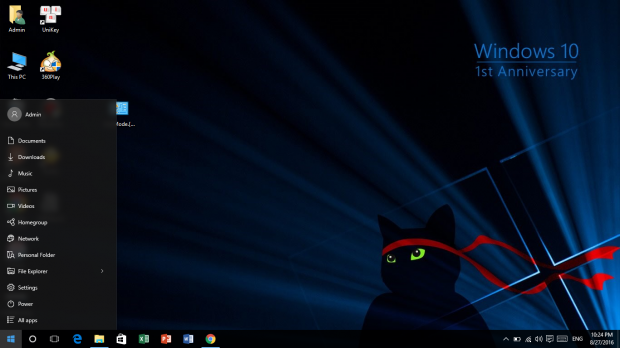 Admin
UniKey
This PC
360Play
Windows 10
1st Anniversary
Mode.[...
Admin
Documents
Downloads
Music
Pictures
Videos
Homegroup
Network
Personal Folder
File Explorer
Settings
Power
All apps
ENG
10:24 PM
8/27/2016